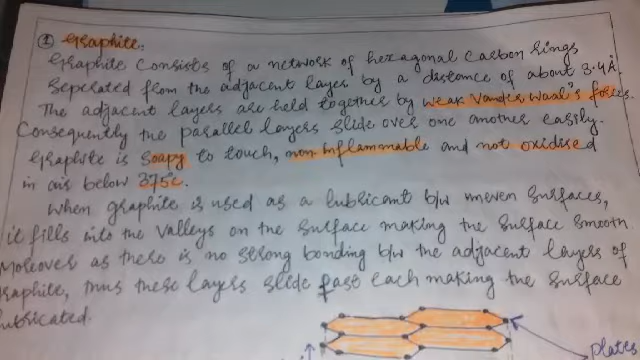 ① Graphite:
Graphite consists of a network of hexagonal carbon rings
Seperated from the adjacent layer by a distance of about 3.4Å.
The adjacent layers are held together by weak Vander Waal's forces.
Consequently the parallel layers slide over one another easily.
Graphite is Soapy to touch, non inflammable and not oxidised
in air below 375c.
When graphite is used as a lubricant b/w uneven surfaces,
it fills into the valleys on the Surface making the Surface smooth.
Moreover as there is no strong bonding b/w the adjacent layers of
graphite, thus these layers slide past each making the Surface
lubricated.
plates